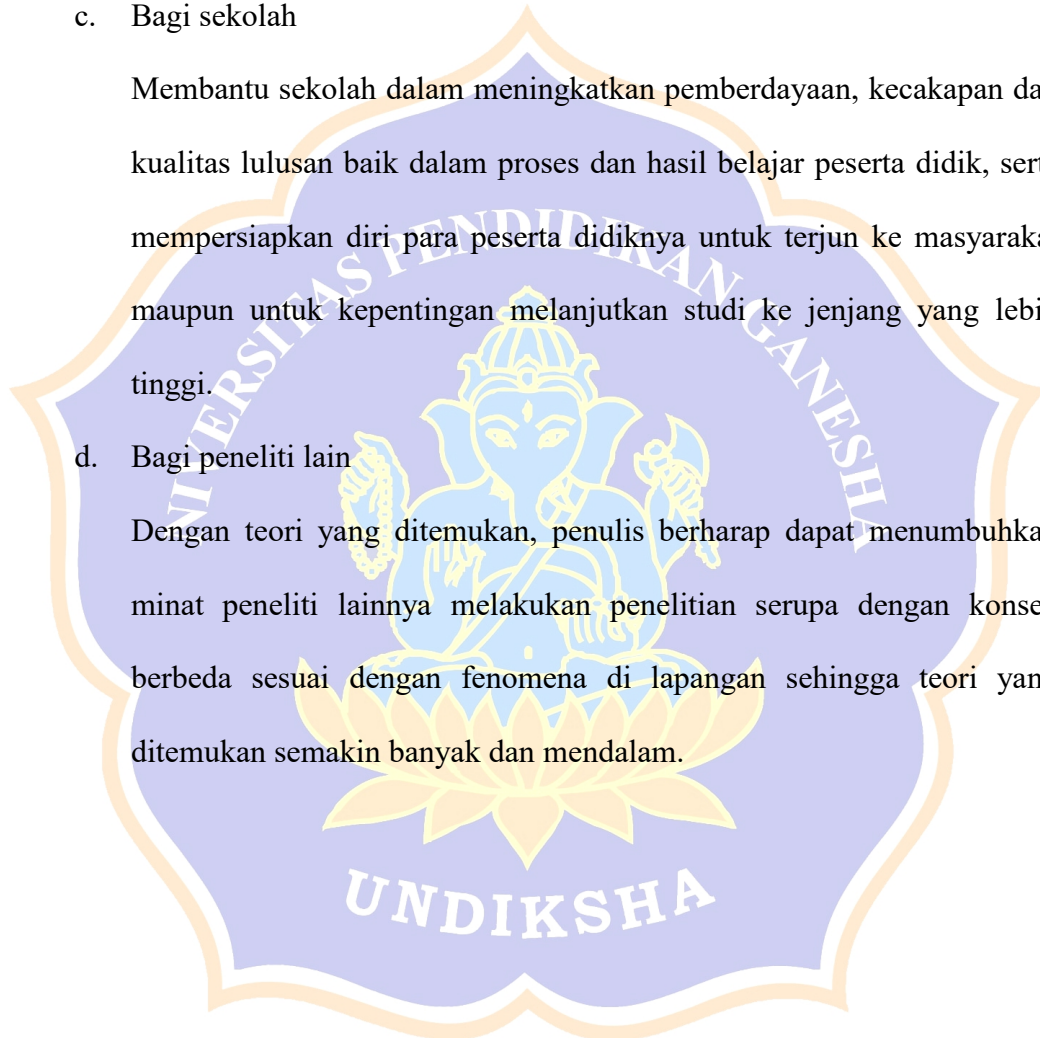 c. Bagi sekolah
Membantu sekolah dalam meningkatkan pemberdayaan, kecakapan da
kualitas lulusan baik dalam proses dan hasil belajar peserta didik, sert
mempersiapkan diri para peserta didiknya untuk terjun ke masyaraka
maupun untuk kepentingan melanjutkan studi ke jenjang yang lebi
tinggi.
d. Bagi peneliti lain
Dengan teori yang ditemukan, penulis berharap dapat menumbuhka
minat peneliti lainnya melakukan penelitian serupa dengan konse
berbeda sesuai dengan fenomena di lapangan sehingga teori yan
ditemukan semakin banyak dan mendalam.
NIVERSITAS PENDIDIKAN GANESHA
UNDIKSHA